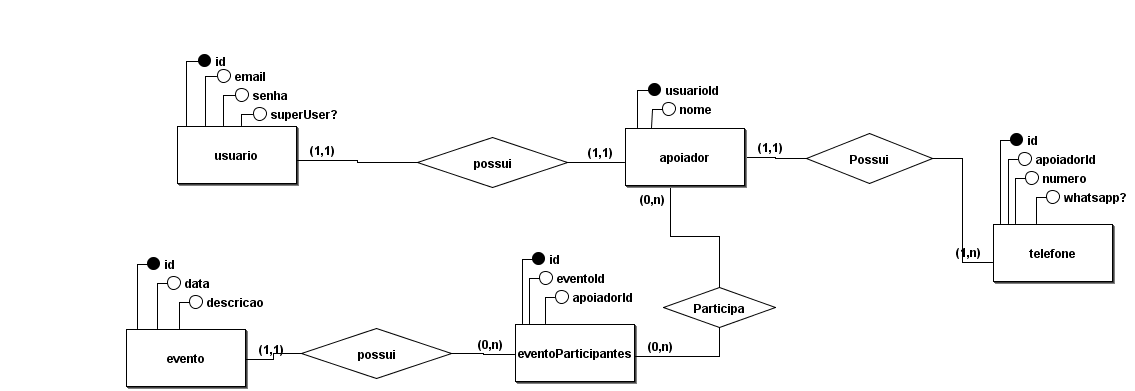 id
email
senha
superUser?
usuario
(1,1)
possui
(1,1)
usuarioId
nome
apoiador
(1,1)
Possui
(1,n)
id
apoiadorId
numero
whatsapp?
telefone
(0,n)
Participa
(0,n)
id
data
descricao
evento
(1,1)
possui
(0,n)
id
eventoId
apoiadorId
eventoParticipantes